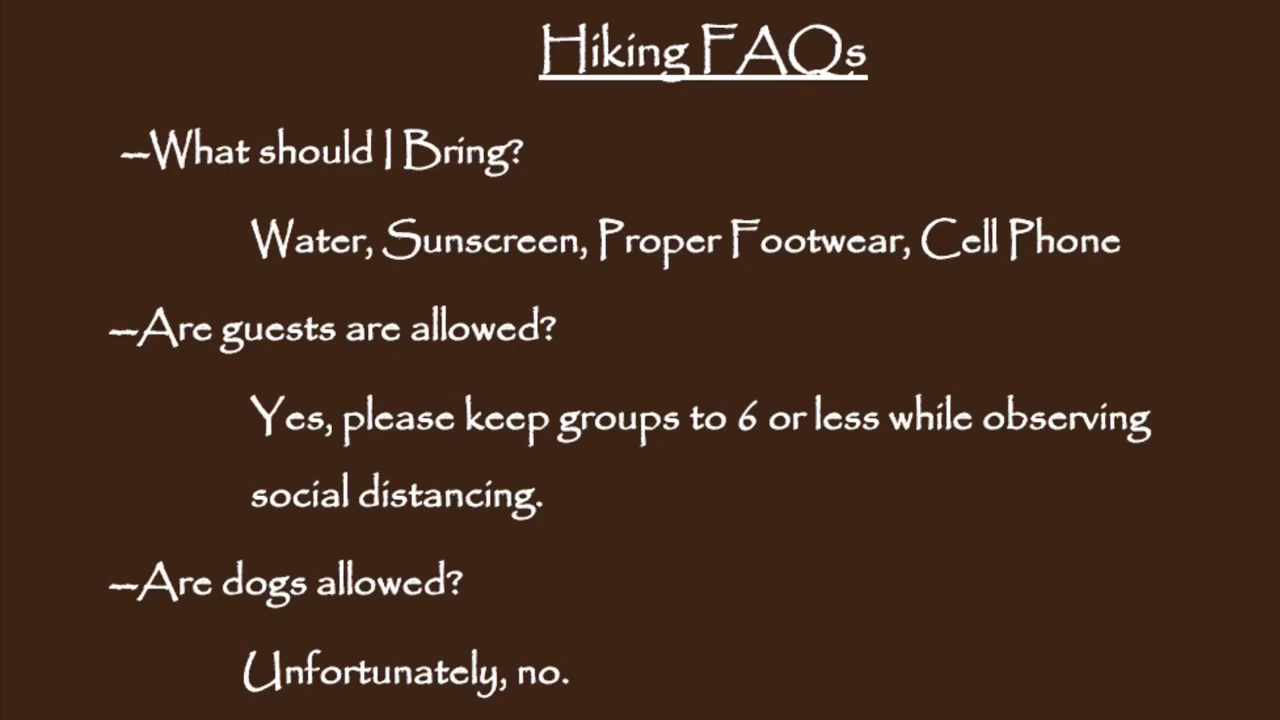 Hiking FAQs
—What should I Bring?
Water, Sunscreen, Proper Footwear, Cell Phone
—Are guests are allowed?
Yes, please keep groups to 6 or less while observing
social distancing.
—Are dogs allowed?
Unfortunately, no.